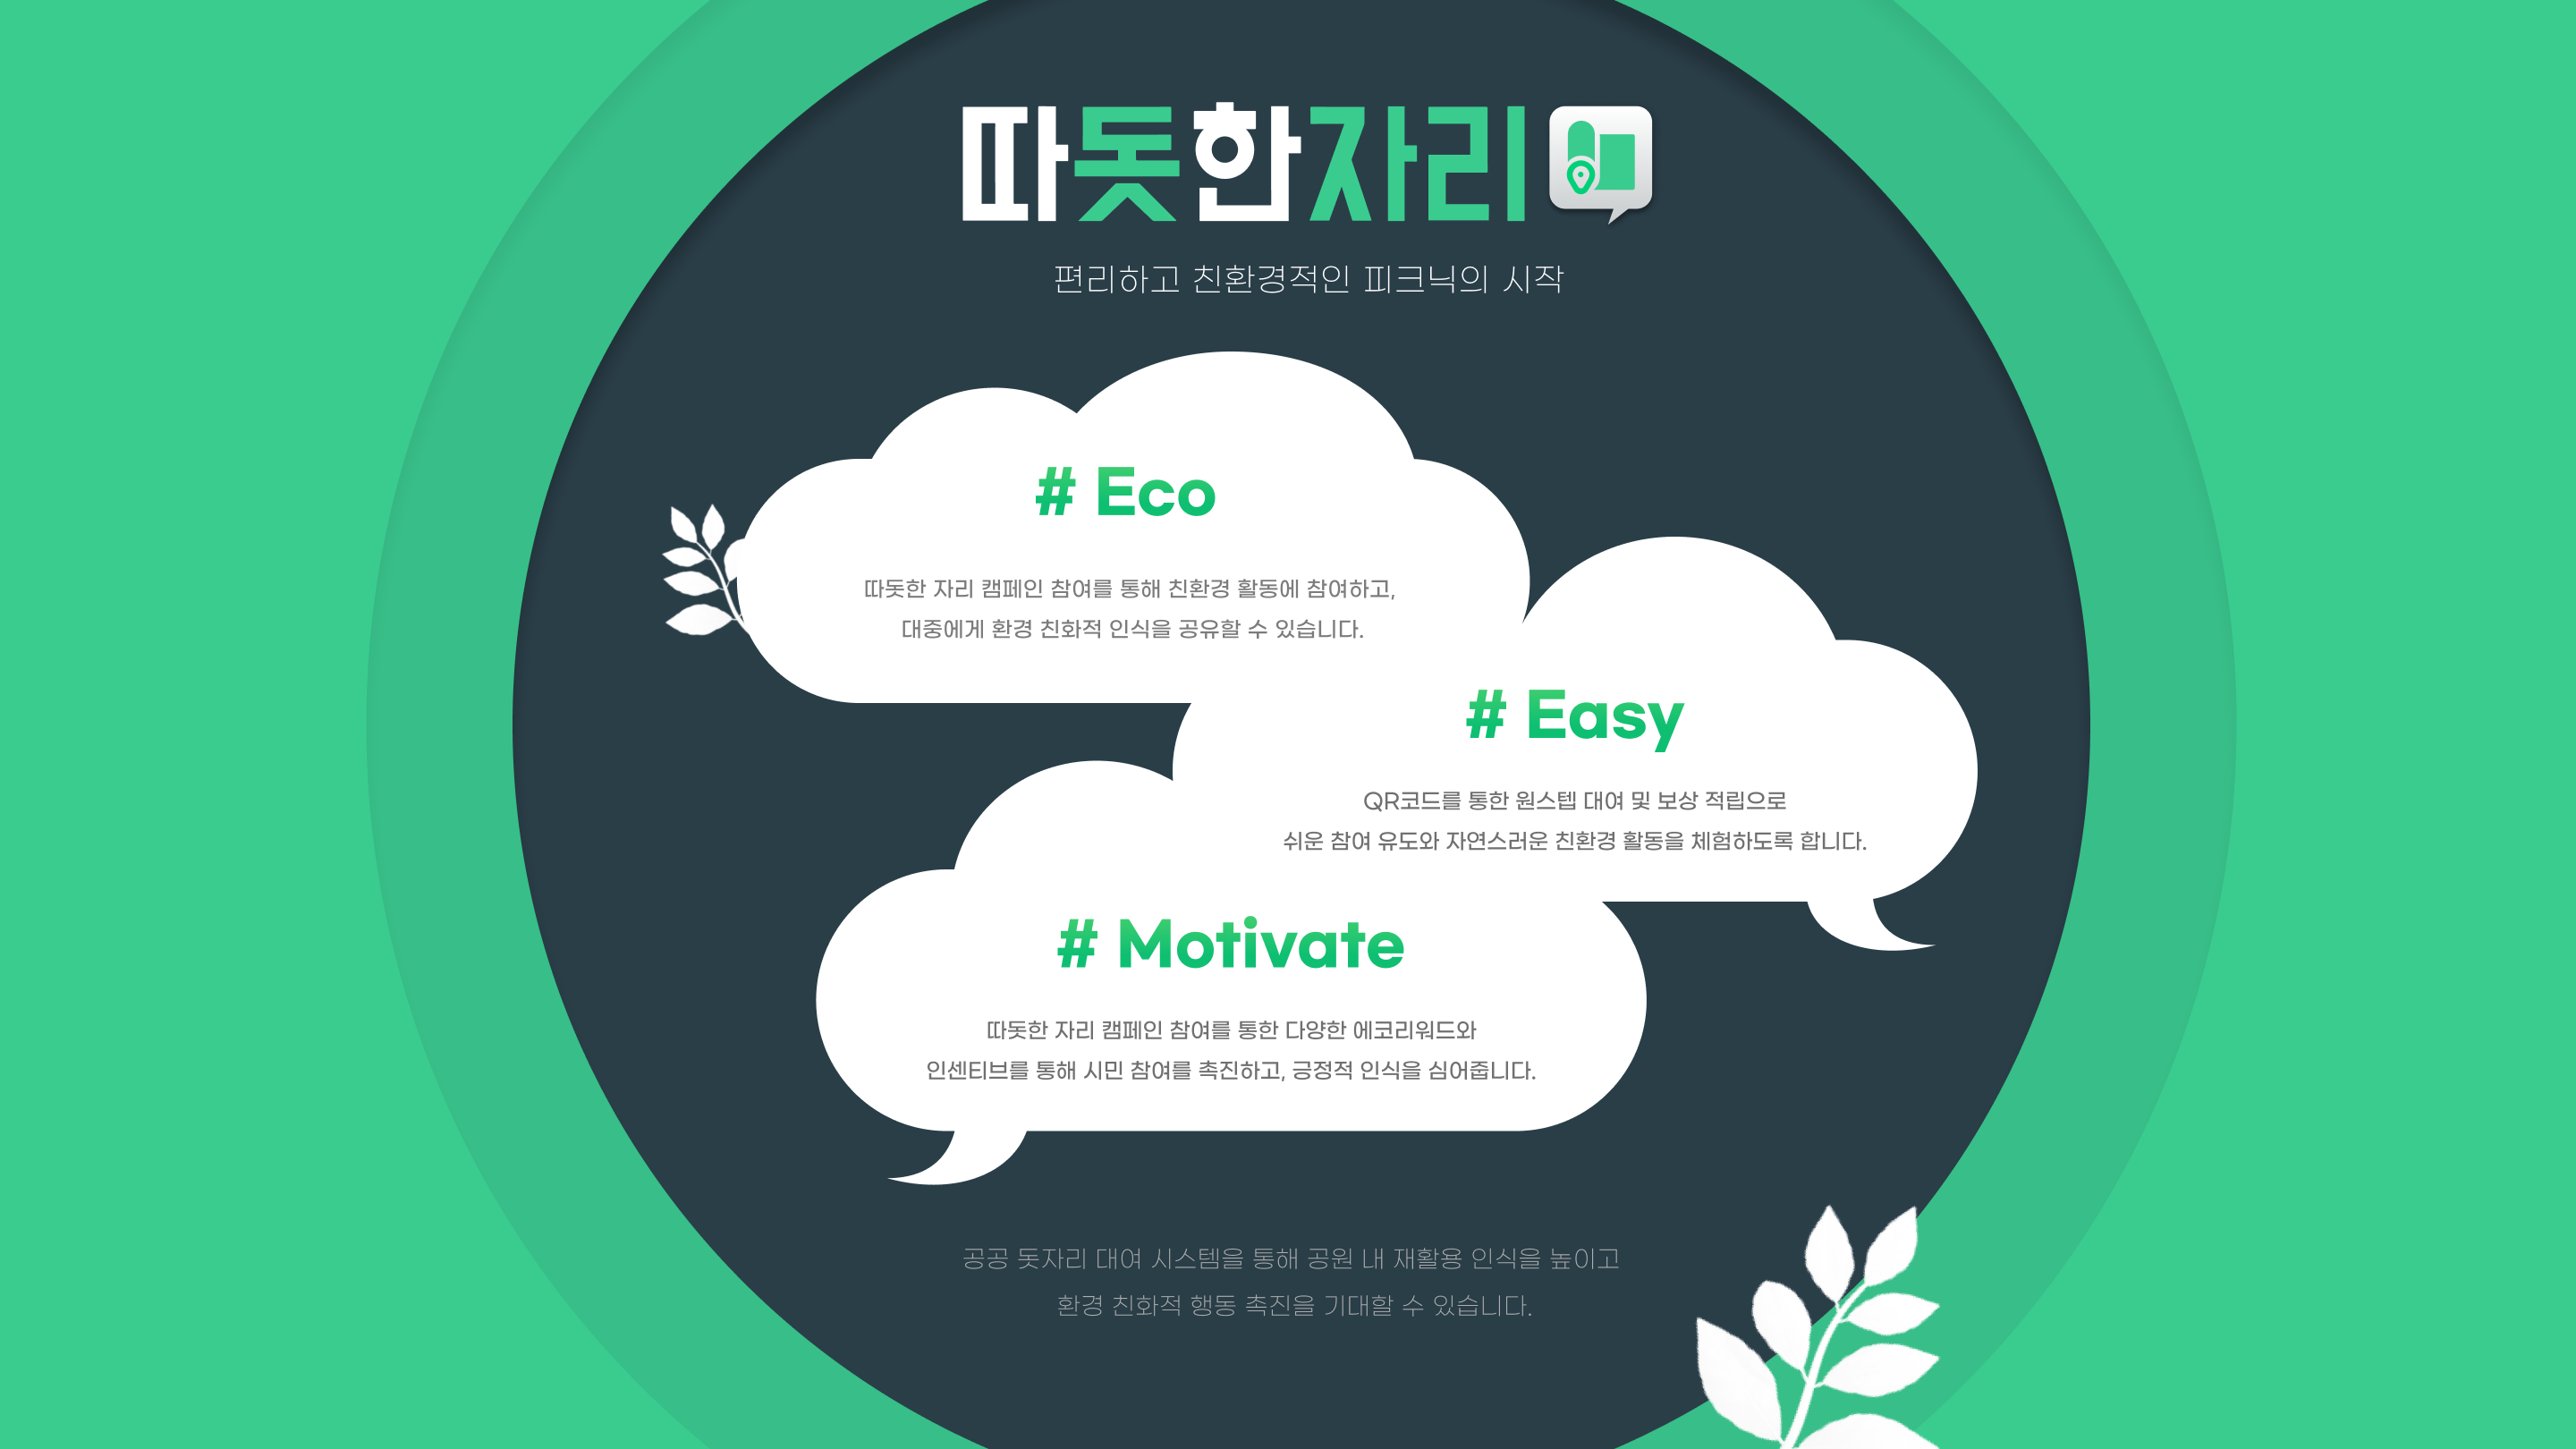 따돗한자리
편리하고 친환경적인 피크닉의 시작
# Eco
따돗한 자리 캠페인 참여를 통해 친환경 활동에 참여하고,
대중에게 환경 친화적 인식을 공유할 수 있습니다.
# Easy
QR코드를 통한 원스텝 대여 및 보상 적립으로
쉬운 참여 유도와 자연스러운 친환경 활동을 체험하도록 합니다.
# Motivate
따돗한 자리 캠페인 참여를 통한 다양한 에코리워드와
인센티브를 통해 시민 참여를 촉진하고, 긍정적 인식을 심어줍니다.
공공 돗자리 대여 시스템을 통해 공원 내 재활용 인식을 높이고
환경 친화적 행동 촉진을 기대할 수 있습니다.